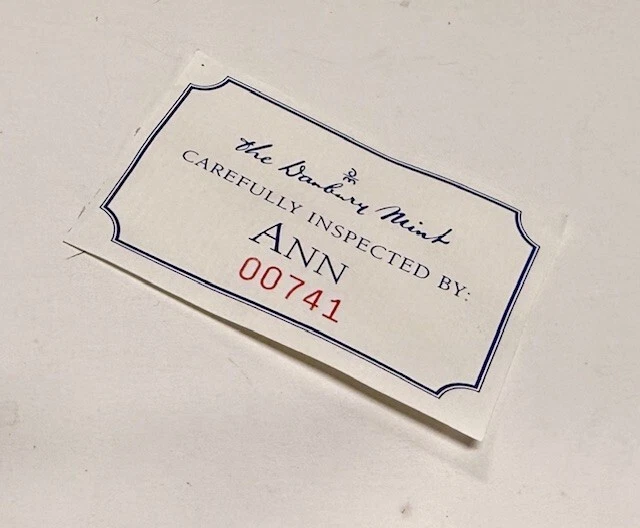 the Danbury Mint
CAREFULLY INSPECTED BY:
ANN
00741